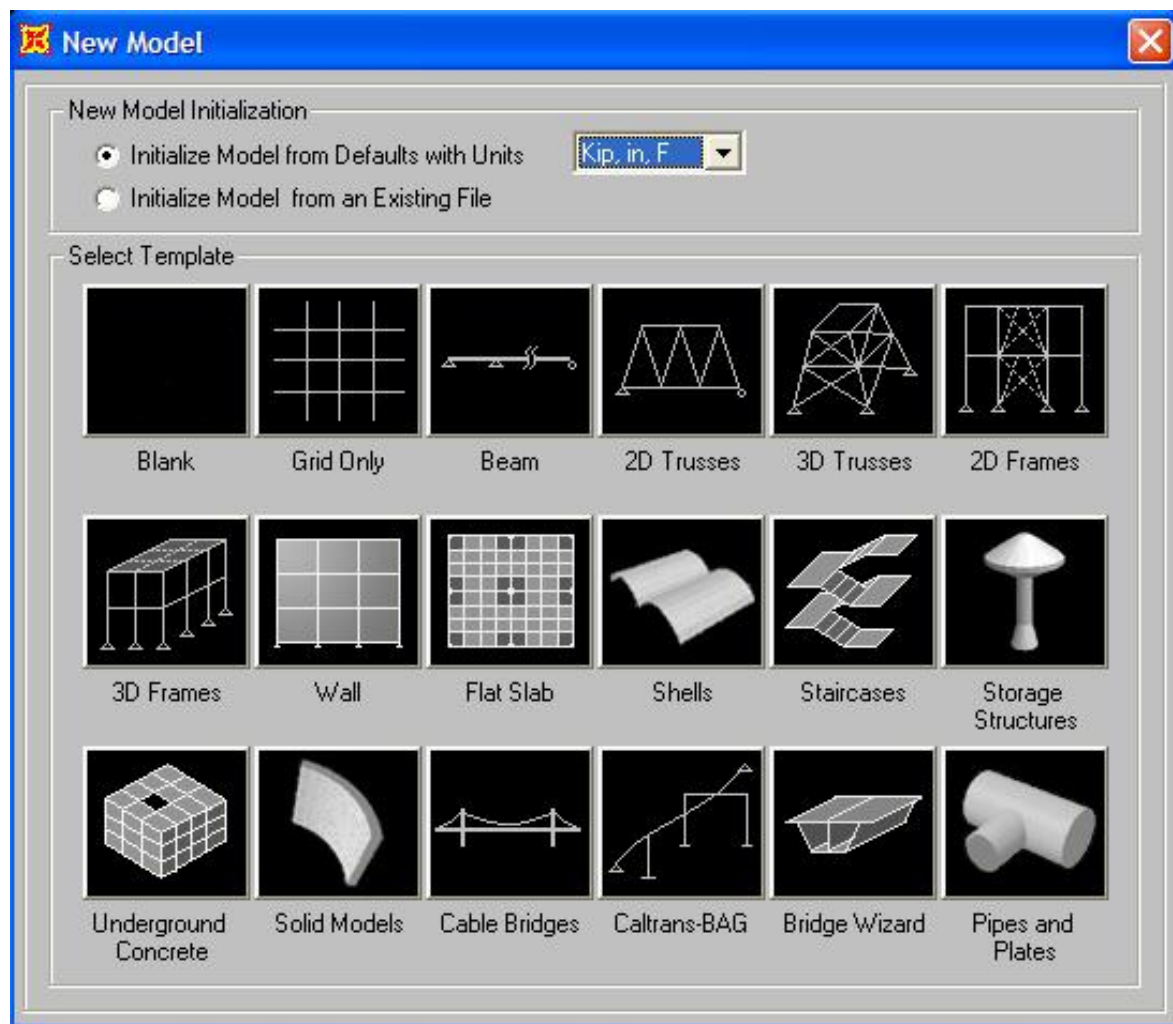 New Model
New Model Initialization
Initialize Model from Defaults with Units
Kip, in, F
Initialize Model from an Existing File
Select Template
Blank
Grid Only
Beam
2D Trusses
3D Trusses
2D Frames
3D Frames
Wall
Flat Slab
Shells
Staircases
Storage
Structures
Underground
Concrete
Solid Models
Cable Bridges
Caltrans-BAG
Bridge Wizard
Pipes and
Plates